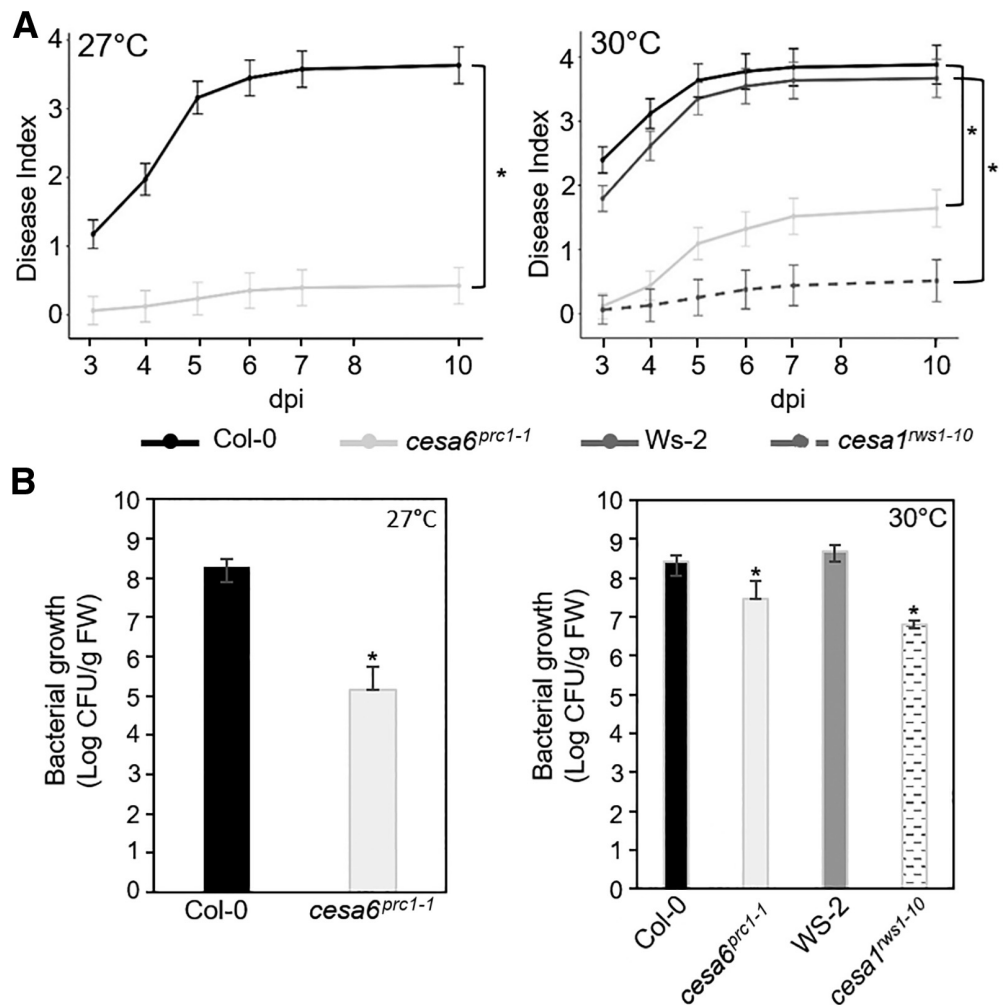 A
27°C
Disease Index
4
3
2
1
0
3 4 5 6 7 8 10
dpi
*
30°C
Disease Index
4
3
2
1
0
3 4 5 6 7 8 10
dpi
*
*
Col-0 cesa6prc1-1 Ws-2 cesa1rws1-10
B
27°C
Bacterial growth
(Log CFU/g FW)
10
9
8
7
6
5
4
3
2
1
0
*
Col-0 cesa6prc1-1
30°C
Bacterial growth
(Log CFU/g FW)
10
9
8
7
6
5
4
3
2
1
0
*
*
Col-0
cesa6prc1-1
WS-2
cesa1rws1-10